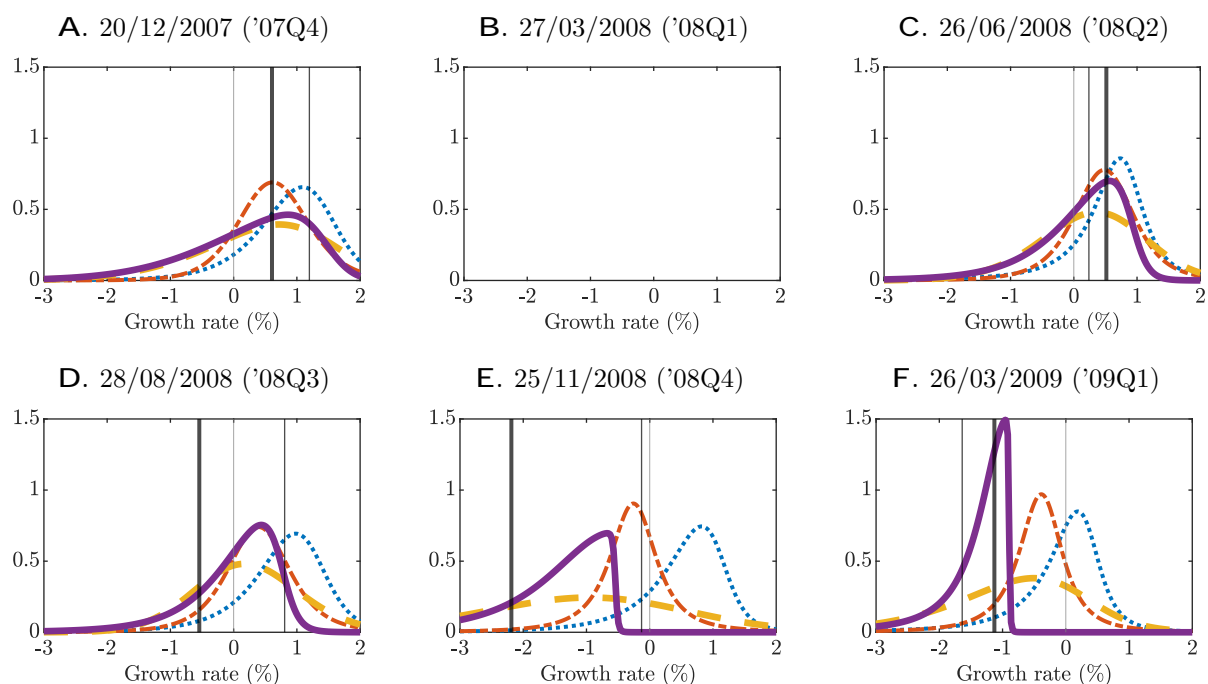 A. 20/12/2007 ('07Q4)
1.5
1
0.5
0
-3 -2 -1 0 1 2
Growth rate (%)
B. 27/03/2008 ('08Q1)
1.5
1
0.5
0
-3 -2 -1 0 1 2
Growth rate (%)
C. 26/06/2008 ('08Q2)
1.5
1
0.5
0
-3 -2 -1 0 1 2
Growth rate (%)
D. 28/08/2008 ('08Q3)
1.5
1
0.5
0
-3 -2 -1 0 1 2
Growth rate (%)
E. 25/11/2008 ('08Q4)
1.5
1
0.5
0
-3 -2 -1 0 1 2
Growth rate (%)
F. 26/03/2009 ('09Q1)
1.5
1
0.5
0
-3 -2 -1 0 1 2
Growth rate (%)